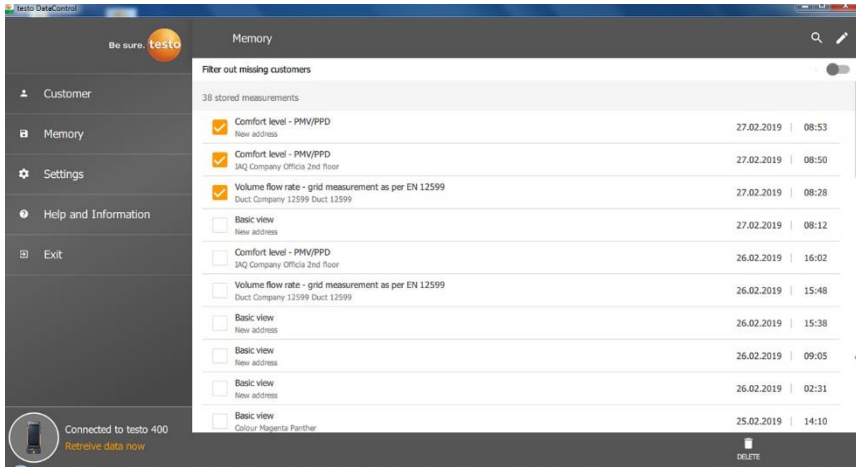 testo DataControl
Be sure. testo
Memory
Customer
Memory
Settings
Help and Information
Exit
Connected to testo 400
Retreive data now
Filter out missing customers
38 stored measurements
Comfort level - PMV/PPD
New address
27.02.2019 | 08:53
Comfort level - PMV/PPD
IAQ Company Officia 2nd floor
27.02.2019 | 08:50
Volume flow rate - grid measurement as per EN 12599
Duct Company 12599 Duct 12599
27.02.2019 | 08:28
Basic view
New address
27.02.2019 | 08:12
Comfort level - PMV/PPD
IAQ Company Officia 2nd floor
26.02.2019 | 16:02
Volume flow rate - grid measurement as per EN 12599
Duct Company 12599 Duct 12599
26.02.2019 | 15:48
Basic view
New address
26.02.2019 | 15:38
Basic view
New address
26.02.2019 | 09:05
Basic view
New address
26.02.2019 | 02:31
Basic view
Colour Magenta Panther
25.02.2019 | 14:10
DELETE